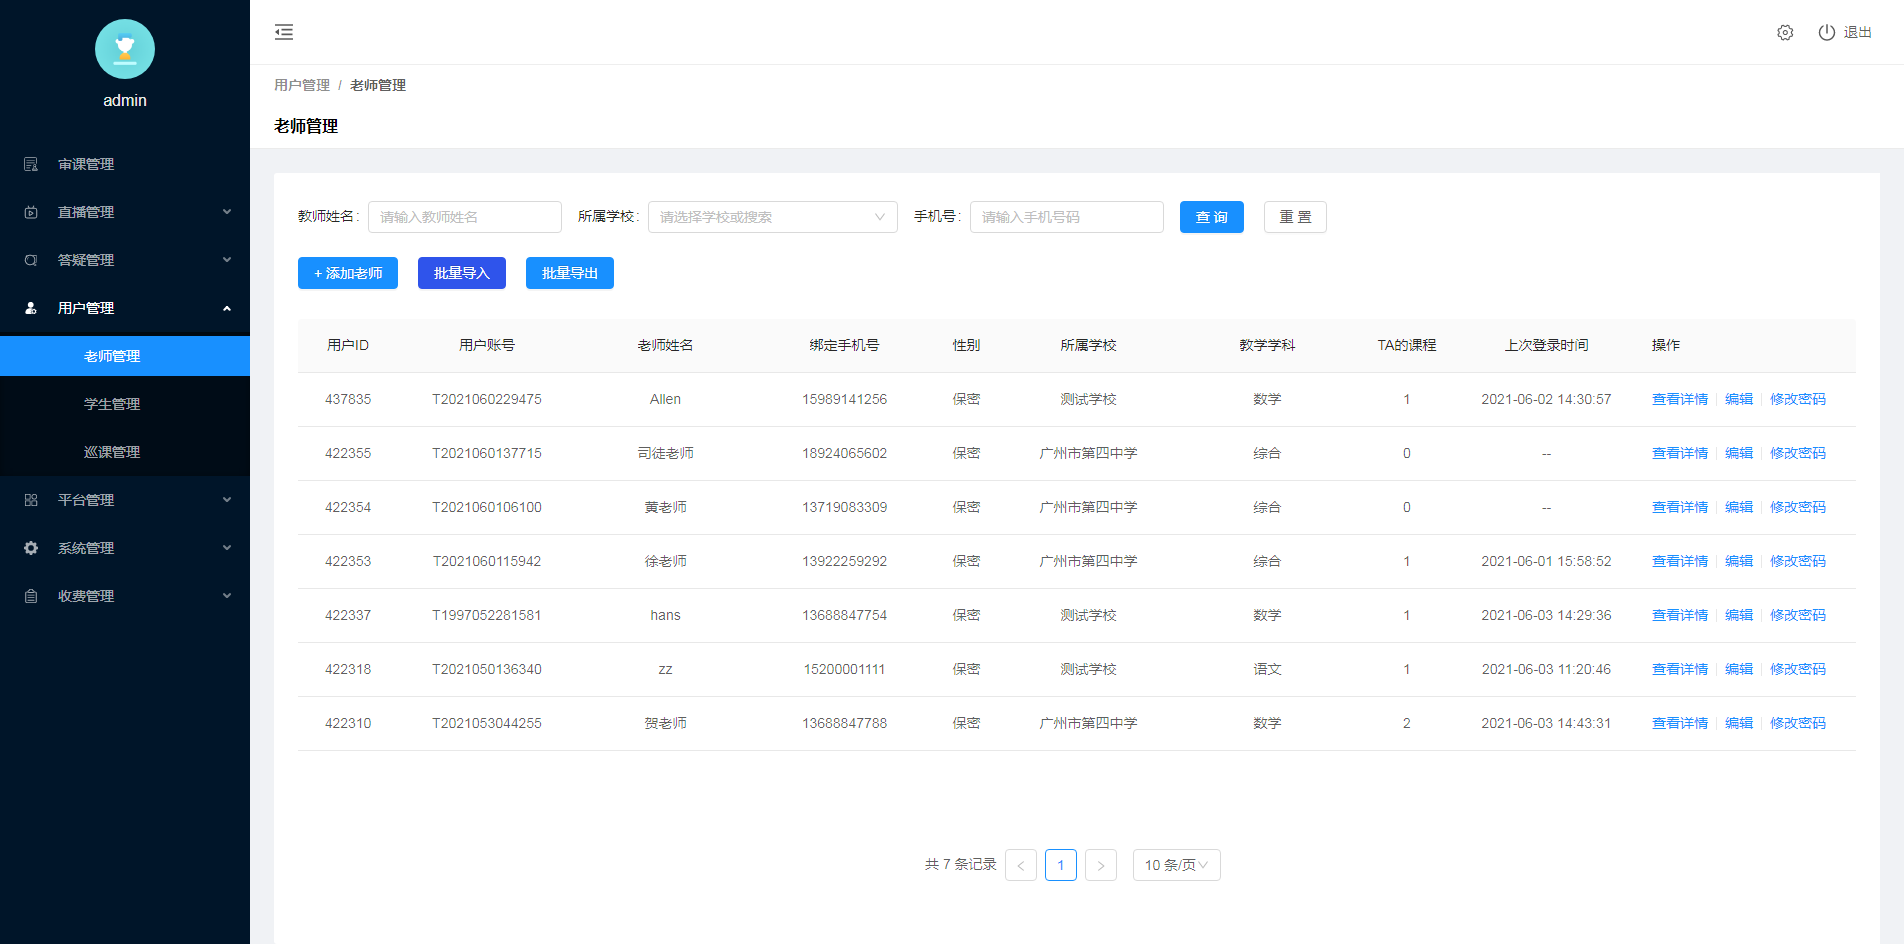 admin
审课管理
直播管理
答疑管理
用户管理
老师管理
学生管理
巡课管理
平台管理
系统管理
收费管理
退出
用户管理 / 老师管理
老师管理
教师姓名: 请输入教师姓名 所属学校: 请选择学校或搜索 手机号: 请输入手机号码 查 询 重 置
+ 添加老师 批量导入 批量导出
用户ID 用户账号 老师姓名 绑定手机号 性别 所属学校 教学学科 TA的课程 上次登录时间 操作
437835 T2021060229475 Allen 15989141256 保密 测试学校 数学 1 2021-06-02 14:30:57 查看详情 编辑 修改密码
422355 T2021060137715 司徒老师 18924065602 保密 广州市第四中学 综合 0 -- 查看详情 编辑 修改密码
422354 T2021060106100 黄老师 13719083309 保密 广州市第四中学 综合 0 -- 查看详情 编辑 修改密码
422353 T2021060115942 徐老师 13922259292 保密 广州市第四中学 综合 1 2021-06-01 15:58:52 查看详情 编辑 修改密码
422337 T1997052281581 hans 13688847754 保密 测试学校 数学 1 2021-06-03 14:29:36 查看详情 编辑 修改密码
422318 T2021050136340 zz 15200001111 保密 测试学校 语文 1 2021-06-03 11:20:46 查看详情 编辑 修改密码
422310 T2021053044255 贺老师 13688847788 保密 广州市第四中学 数学 2 2021-06-03 14:43:31 查看详情 编辑 修改密码
共 7 条记录 < 1 > 10 条/页